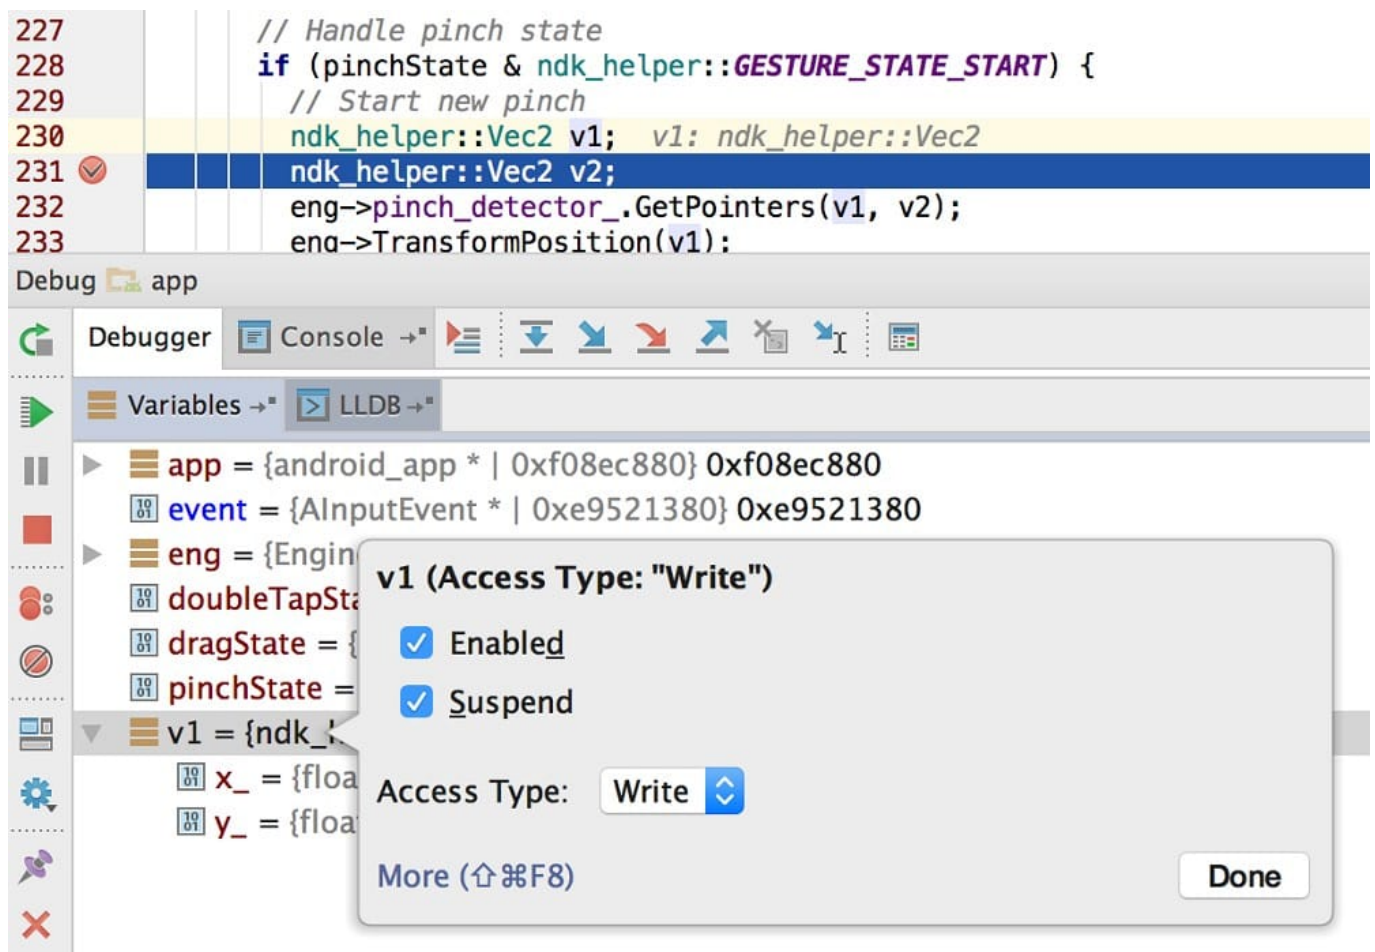 227 // Handle pinch state
228 if (pinchState & ndk_helper::GESTURE_STATE_START) {
229 // Start new pinch
230 ndk_helper::Vec2 v1; v1: ndk_helper::Vec2
231 ndk_helper::Vec2 v2;
232 eng->pinch_detector_.GetPointers(v1, v2);
233 eng->TransformPosition(v1);
Debug app
Debugger Console
Variables LLDB
app = {android_app * | 0xf08ec880} 0xf08ec880
event = {AInputEvent * | 0xe9521380} 0xe9521380
eng = {Engin
doubleTapSta
dragState = {
pinchState =
v1 = {ndk_h
x_ = {floa
y_ = {floa
v1 (Access Type: "Write")
Enabled
Suspend
Access Type: Write
More (⇧⌘F8)
Done